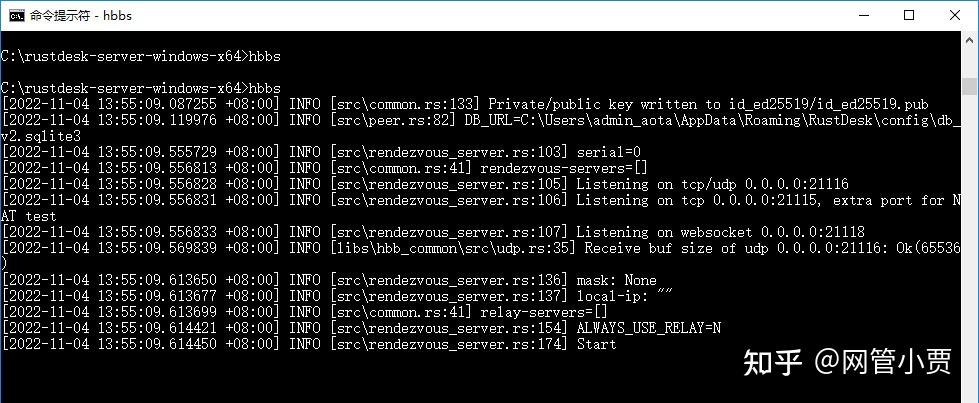 命令提示符 - hbbs
C:\rustdesk-server-windows-x64>hbbs
C:\rustdesk-server-windows-x64>hbbs
[2022-11-04 13:55:09.087255 +08:00] INFO [src\common.rs:133] Private/public key written to id_ed25519/id_ed25519.pub
[2022-11-04 13:55:09.119976 +08:00] INFO [src\peer.rs:82] DB_URL=C:\Users\admin_aota\AppData\Roaming\RustDesk\config\db_
v2.sqlite3
[2022-11-04 13:55:09.555729 +08:00] INFO [src\rendezvous_server.rs:103] serial=0
[2022-11-04 13:55:09.556813 +08:00] INFO [src\common.rs:41] rendezvous-servers=[]
[2022-11-04 13:55:09.556828 +08:00] INFO [src\rendezvous_server.rs:105] Listening on tcp/udp 0.0.0.0:21116
[2022-11-04 13:55:09.556831 +08:00] INFO [src\rendezvous_server.rs:106] Listening on tcp 0.0.0.0:21115, extra port for N
AT test
[2022-11-04 13:55:09.556833 +08:00] INFO [src\rendezvous_server.rs:107] Listening on websocket 0.0.0.0:21118
[2022-11-04 13:55:09.569839 +08:00] INFO [libs\hbb_common\src\udp.rs:35] Receive buf size of udp 0.0.0.0:21116: Ok(65536
)
[2022-11-04 13:55:09.613650 +08:00] INFO [src\rendezvous_server.rs:136] mask: None
[2022-11-04 13:55:09.613677 +08:00] INFO [src\rendezvous_server.rs:137] local-ip: ""
[2022-11-04 13:55:09.613699 +08:00] INFO [src\common.rs:41] relay-servers=[]
[2022-11-04 13:55:09.614421 +08:00] INFO [src\rendezvous_server.rs:154] ALWAYS_USE_RELAY=N
[2022-11-04 13:55:09.614450 +08:00] INFO [src\rendezvous_server.rs:174] Start
知乎 @网管小贾